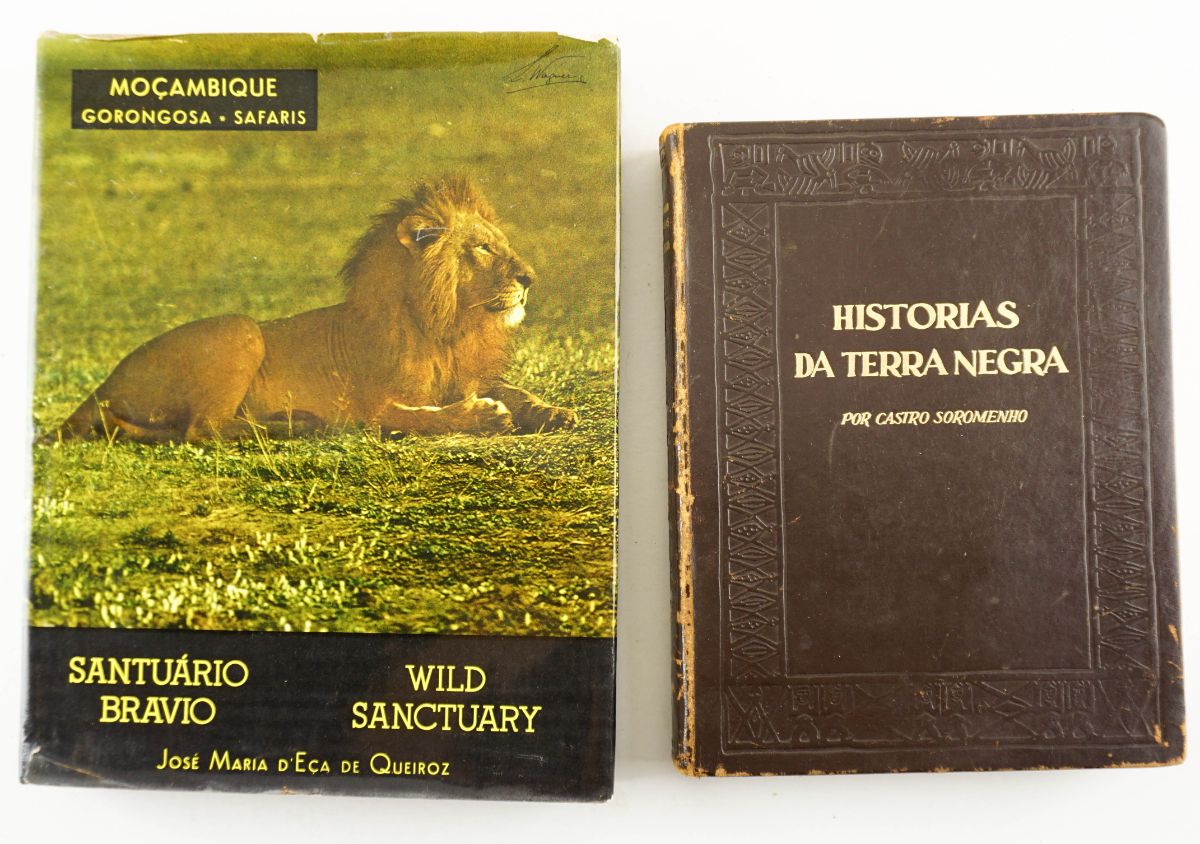 MOÇAMBIQUE
GORONGOSA • SAFARIS
SANTUÁRIO
BRAVIO
WILD
SANCTUARY
JOSÉ MARIA D'EÇA DE QUEIROZ
HISTORIAS
DA TERRA NEGRA
POR CASTRO SOROMENHO